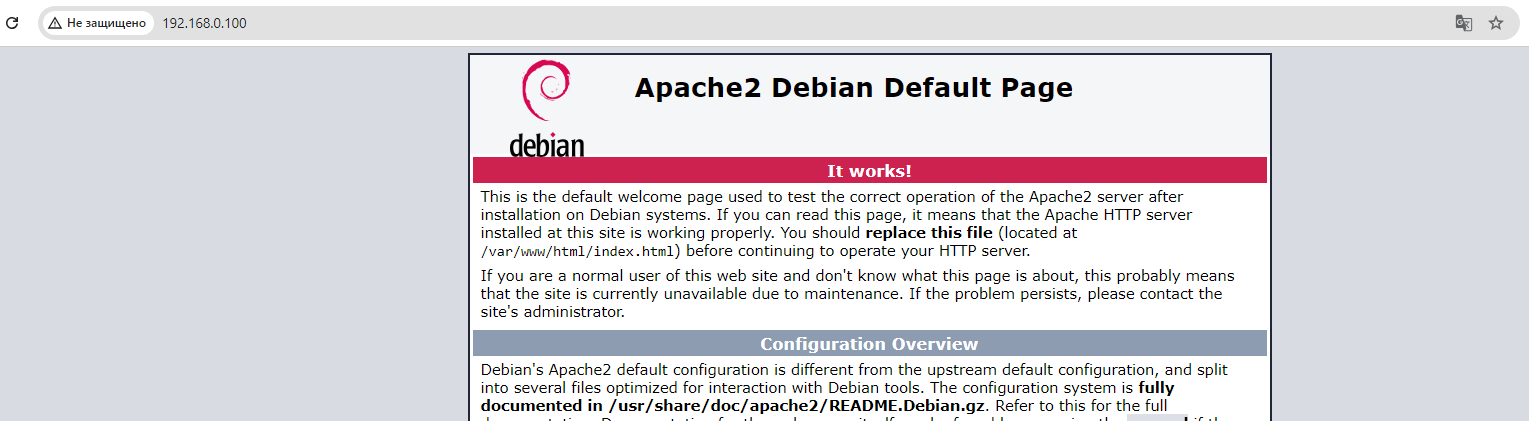 Не защищено 192.168.0.100
Apache2 Debian Default Page
debian
It works!
This is the default welcome page used to test the correct operation of the Apache2 server after
installation on Debian systems. If you can read this page, it means that the Apache HTTP server
installed at this site is working properly. You should replace this file (located at
/var/www/html/index.html) before continuing to operate your HTTP server.
If you are a normal user of this web site and don't know what this page is about, this probably means
that the site is currently unavailable due to maintenance. If the problem persists, please contact the
site's administrator.
Configuration Overview
Debian's Apache2 default configuration is different from the upstream default configuration, and split
into several files optimized for interaction with Debian tools. The configuration system is fully
documented in /usr/share/doc/apache2/README.Debian.gz. Refer to this for the full